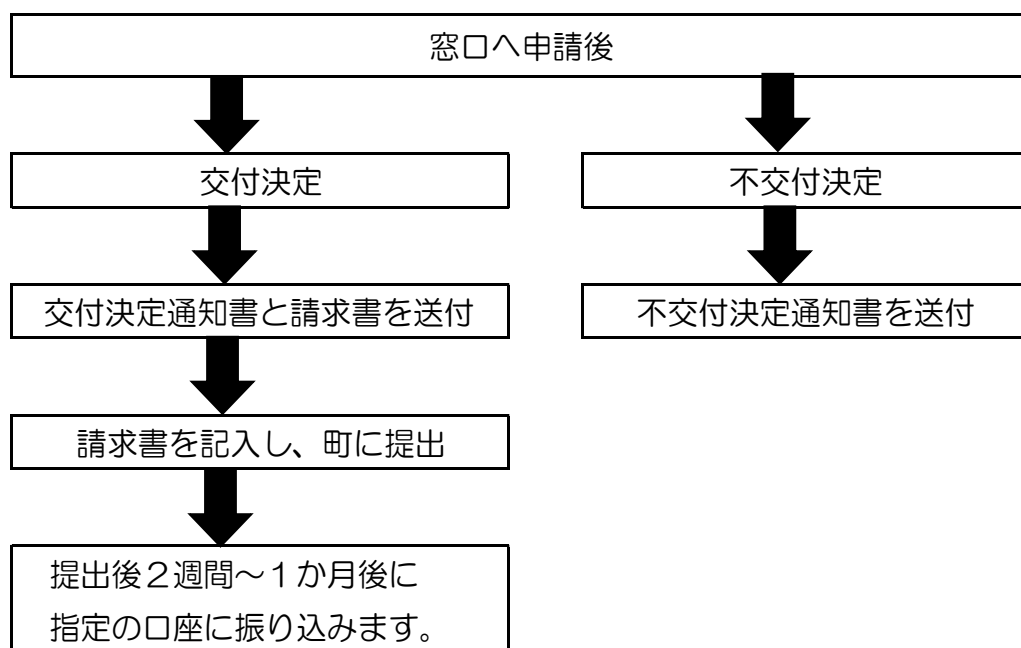 窓口へ申請後
交付決定
不交付決定
交付決定通知書と請求書を送付
不交付決定通知書を送付
請求書を記入し、町に提出
提出後２週間～１か月後に
指定の口座に振り込みます。